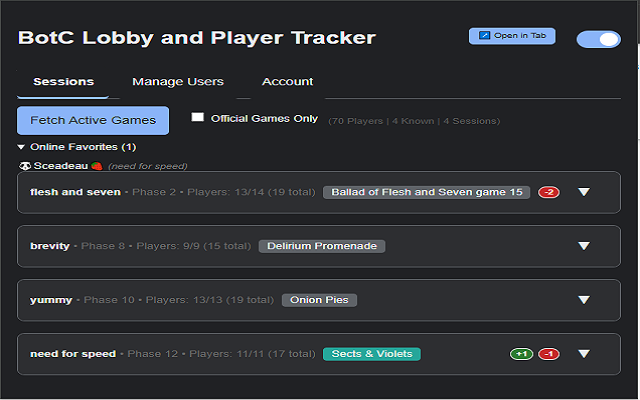 BotC Lobby and Player Tracker
Open in Tab
Sessions Manage Users Account
Fetch Active Games Official Games Only (70 Players | 4 Known | 4 Sessions)
▼ Online Favorites (1)
Sceadeau (need for speed)
flesh and seven • Phase 2 • Players: 13/14 (19 total) Ballad of Flesh and Seven game 15 -2 ▼
brevity • Phase 8 • Players: 9/9 (15 total) Delirium Promenade ▼
yummy • Phase 10 • Players: 13/13 (19 total) Onion Pies ▼
need for speed • Phase 12 • Players: 11/11 (17 total) Sects & Violets +1 -1 ▼